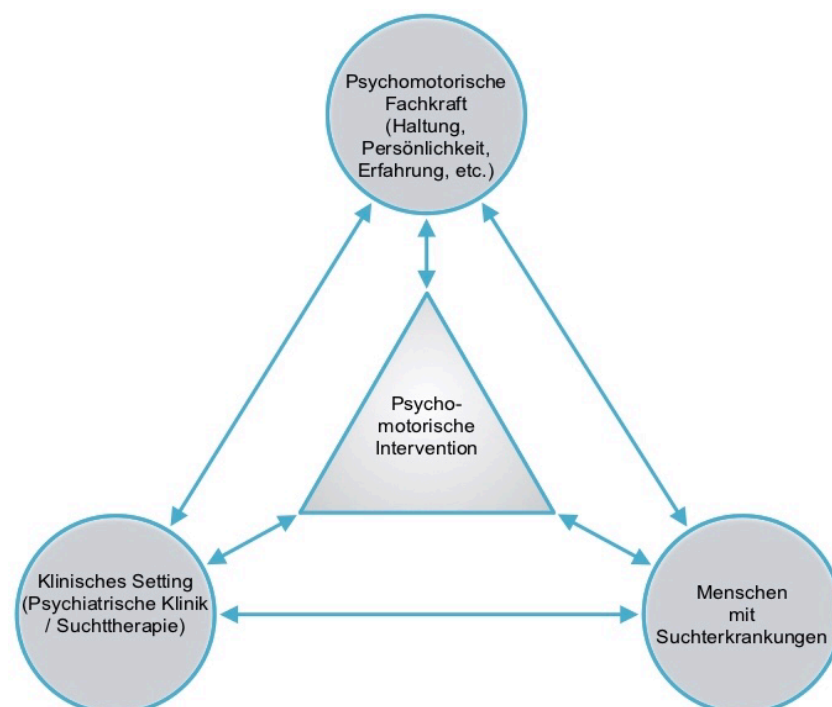 Psychomotorische
Fachkraft
(Haltung,
Persönlichkeit,
Erfahrung, etc.)
Psycho-
motorische
Intervention
Klinisches Setting
(Psychiatrische Klinik
/ Suchttherapie)
Menschen
mit
Suchterkrankungen